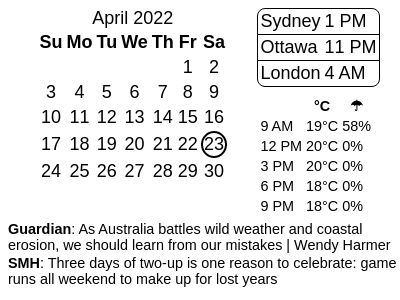 April 2022
Su Mo Tu We Th Fr Sa
1 2
3 4 5 6 7 8 9
10 11 12 13 14 15 16
17 18 19 20 21 22 23
24 25 26 27 28 29 30
Sydney 1 PM
Ottawa 11 PM
London 4 AM
°C ☂
9 AM 19°C 58%
12 PM 20°C 0%
3 PM 20°C 0%
6 PM 18°C 0%
9 PM 18°C 0%
Guardian: As Australia battles wild weather and coastal
erosion, we should learn from our mistakes | Wendy Harmer
SMH: Three days of two-up is one reason to celebrate: game
runs all weekend to make up for lost years